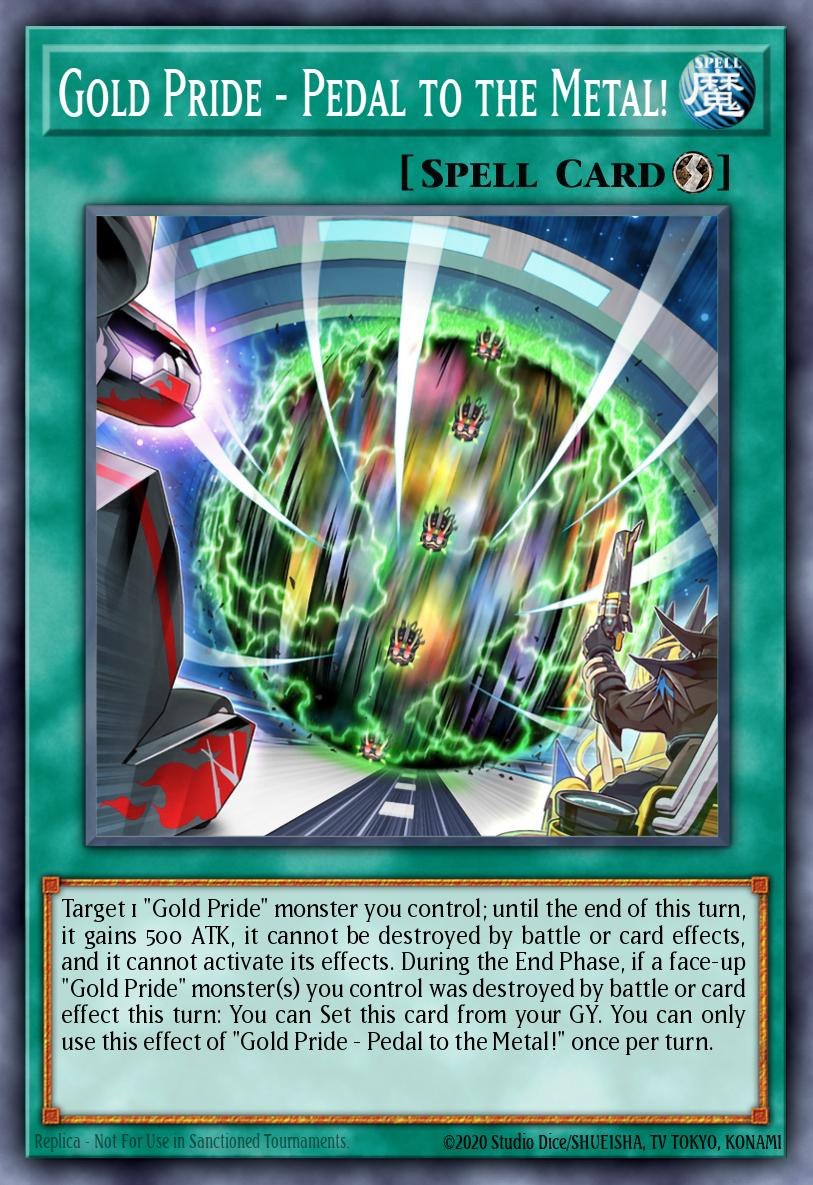 Gold Pride - Pedal to the Metal!
SPELL
魔
[Spell Card]
Target 1 "Gold Pride" monster you control; until the end of this turn,
it gains 500 ATK, it cannot be destroyed by battle or card effects,
and it cannot activate its effects. During the End Phase, if a face-up
"Gold Pride" monster(s) you control was destroyed by battle or card
effect this turn: You can Set this card from your GY. You can only
use this effect of "Gold Pride - Pedal to the Metal!" once per turn.
Replica - Not For Use in Sanctioned Tournaments.
©2020 Studio Dice/SHUEISHA, TV TOKYO, KONAMI